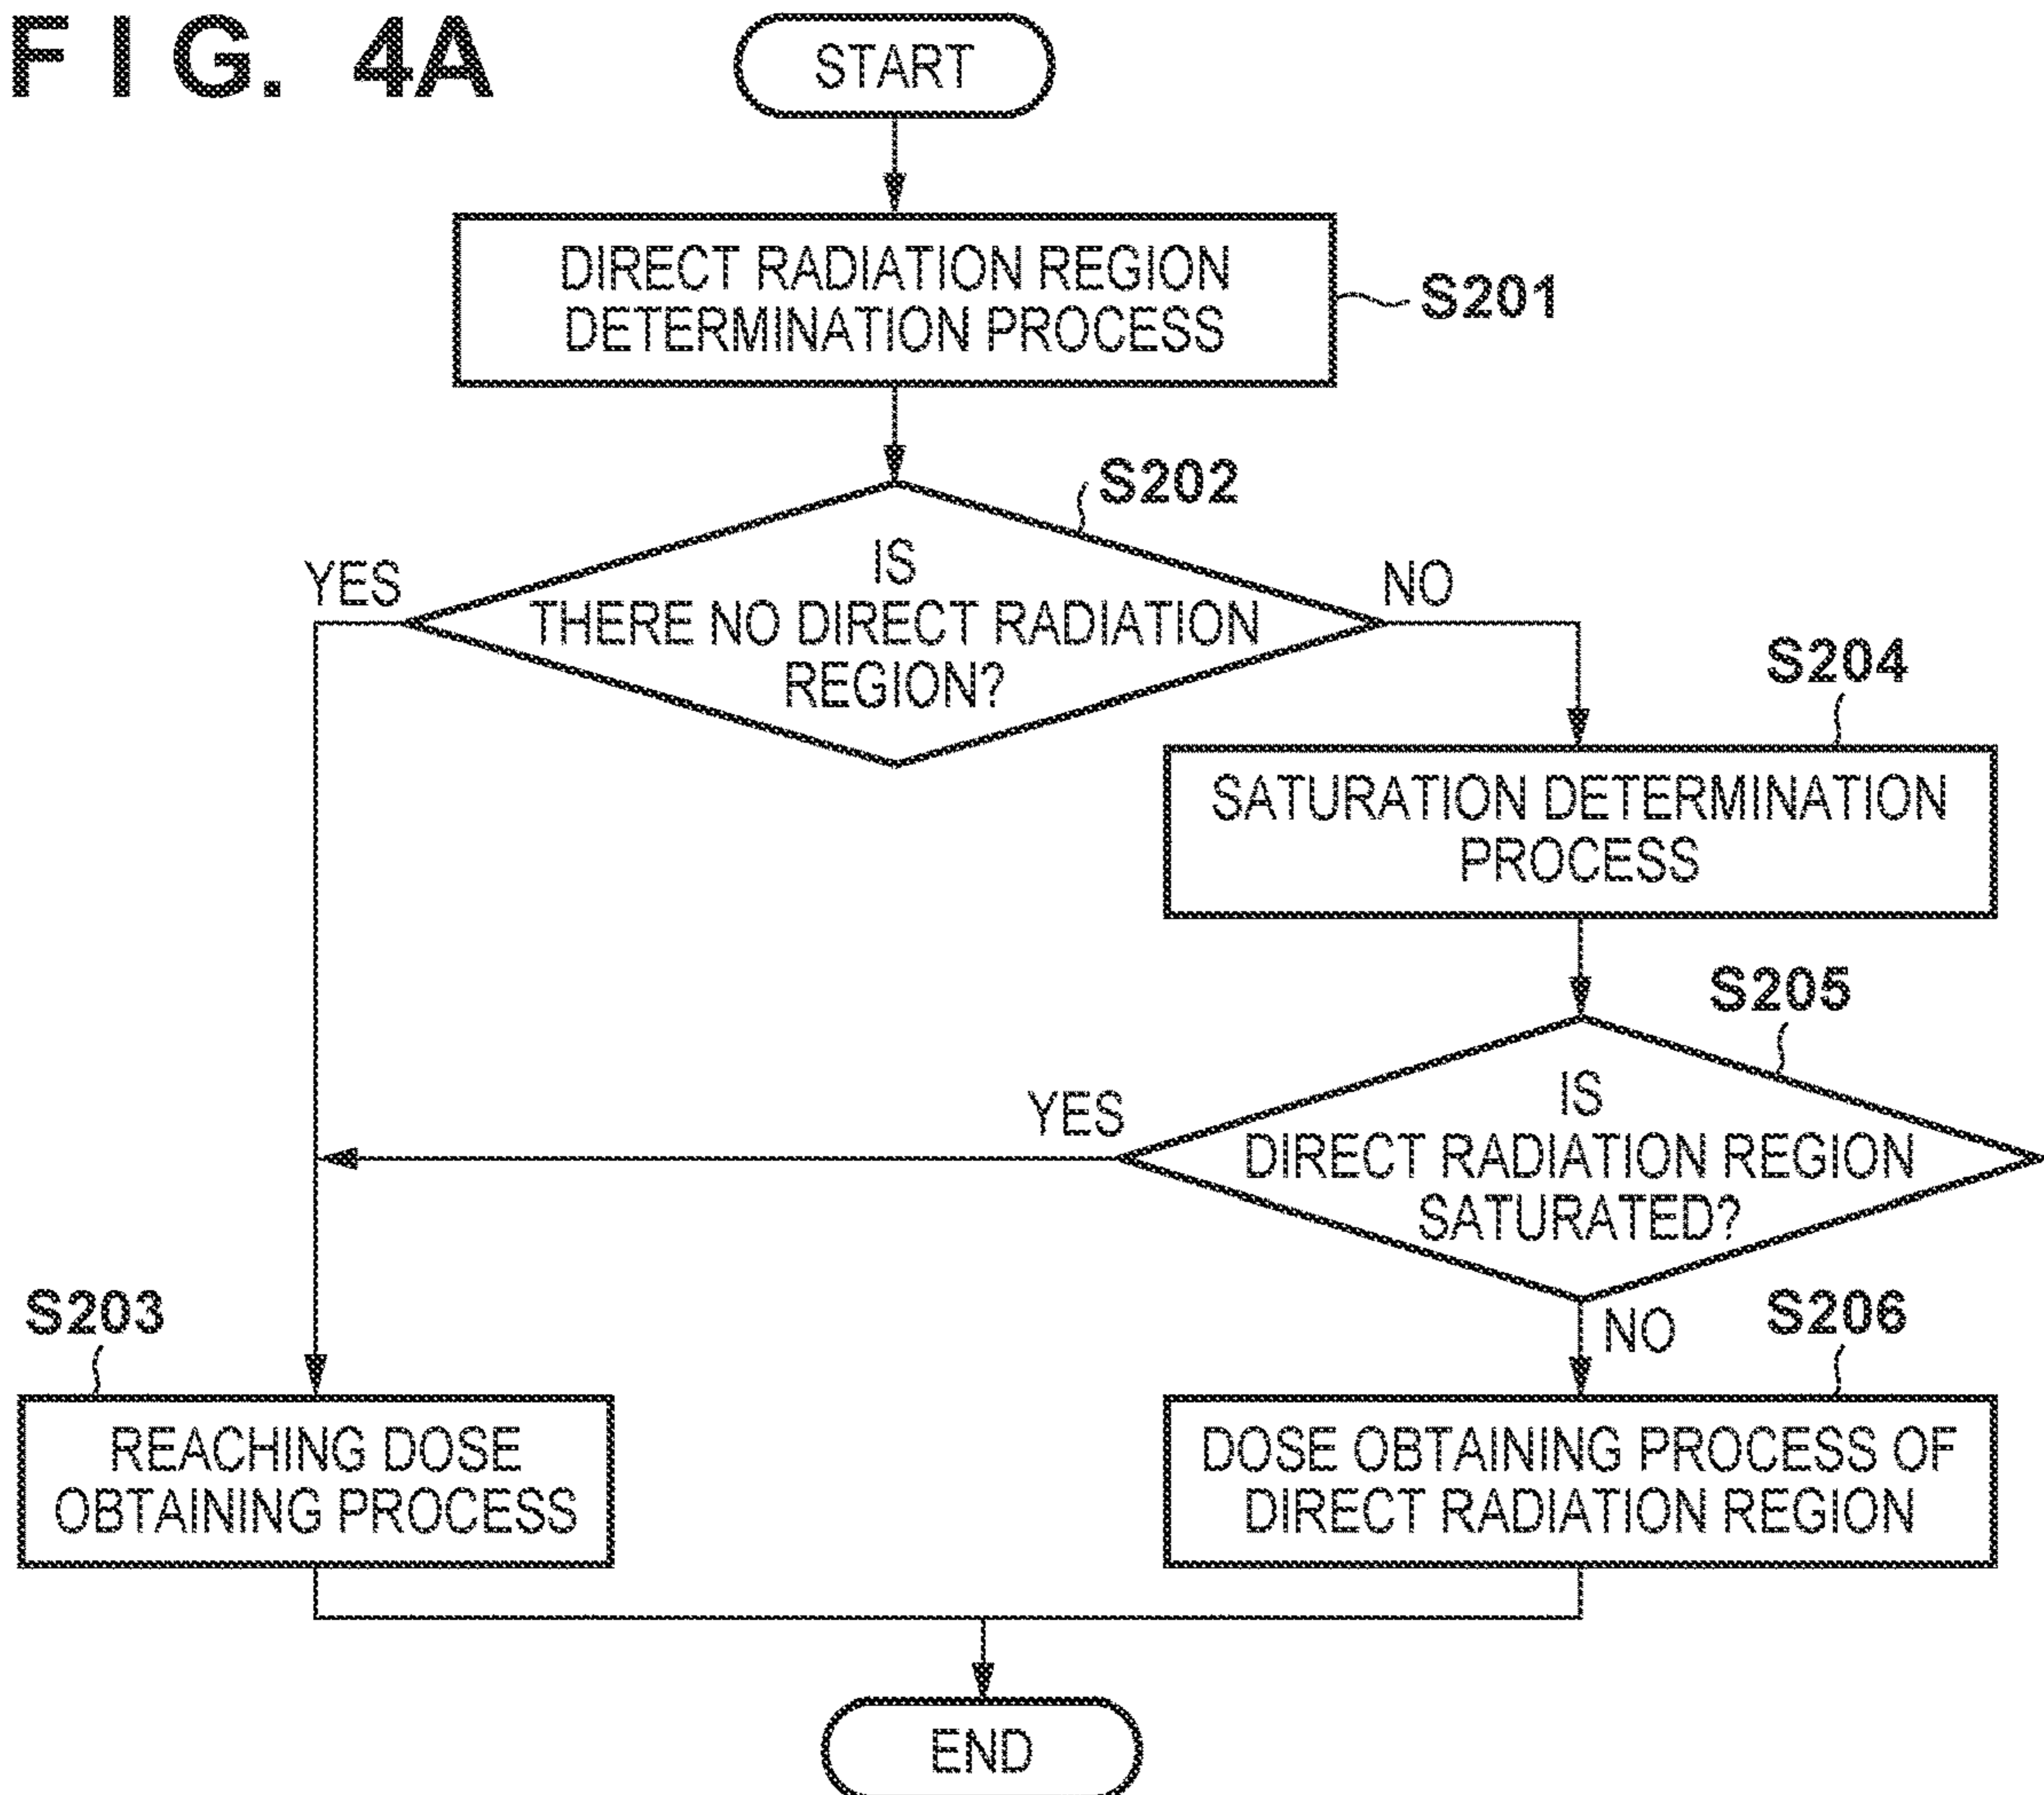 FIG. 4A
START
DIRECT RADIATION REGION
DETERMINATION PROCESS
S201
S202
IS
THERE NO DIRECT RADIATION
REGION?
YES
NO
S204
SATURATION DETERMINATION
PROCESS
S205
IS
DIRECT RADIATION REGION
SATURATED?
YES
NO
S203
REACHING DOSE
OBTAINING PROCESS
S206
DOSE OBTAINING PROCESS OF
DIRECT RADIATION REGION
END